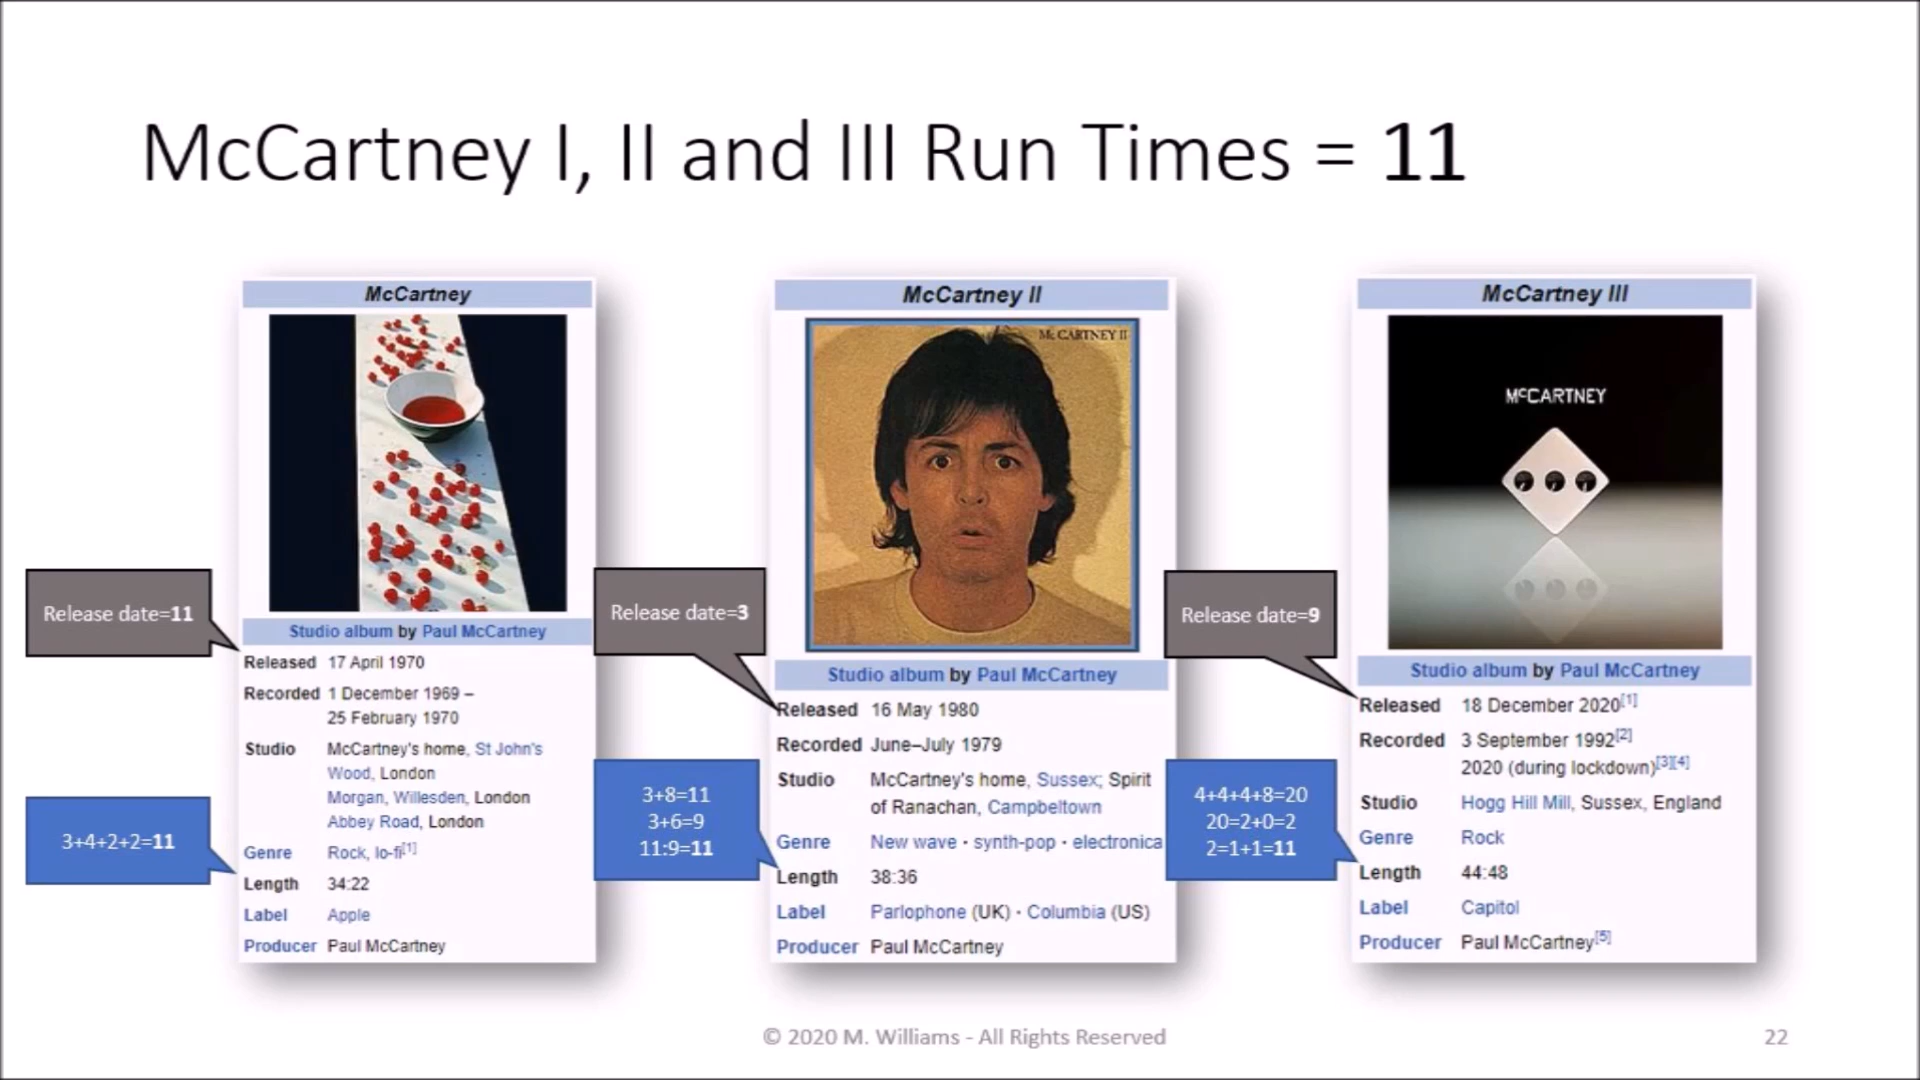 McCartney I, II and III Run Times = 11
McCartney
Release date=11
Studio album by Paul McCartney
Released 17 April 1970
Recorded 1 December 1969 –
25 February 1970
Studio McCartney's home, St John's
Wood, London
Morgan, Willesden, London
Abbey Road, London
3+4+2+2=11
Genre Rock, lo-fi[1]
Length 34:22
Label Apple
Producer Paul McCartney
McCartney II
McCARTNEY II
Release date=3
Studio album by Paul McCartney
Released 16 May 1980
Recorded June–July 1979
Studio McCartney's home, Sussex; Spirit
of Ranachan, Campbeltown
3+8=11
3+6=9
11:9=11
Genre New wave · synth-pop · electronica
Length 38:36
Label Parlophone (UK) · Columbia (US)
Producer Paul McCartney
McCartney III
McCARTNEY
Release date=9
Studio album by Paul McCartney
Released 18 December 2020[1]
Recorded 3 September 1992[2]
2020 (during lockdown)[3][4]
Studio Hogg Hill Mill, Sussex, England
4+4+4+8=20
20=2+0=2
2=1+1=11
Genre Rock
Length 44:48
Label Capitol
Producer Paul McCartney[5]
© 2020 M. Williams - All Rights Reserved
22